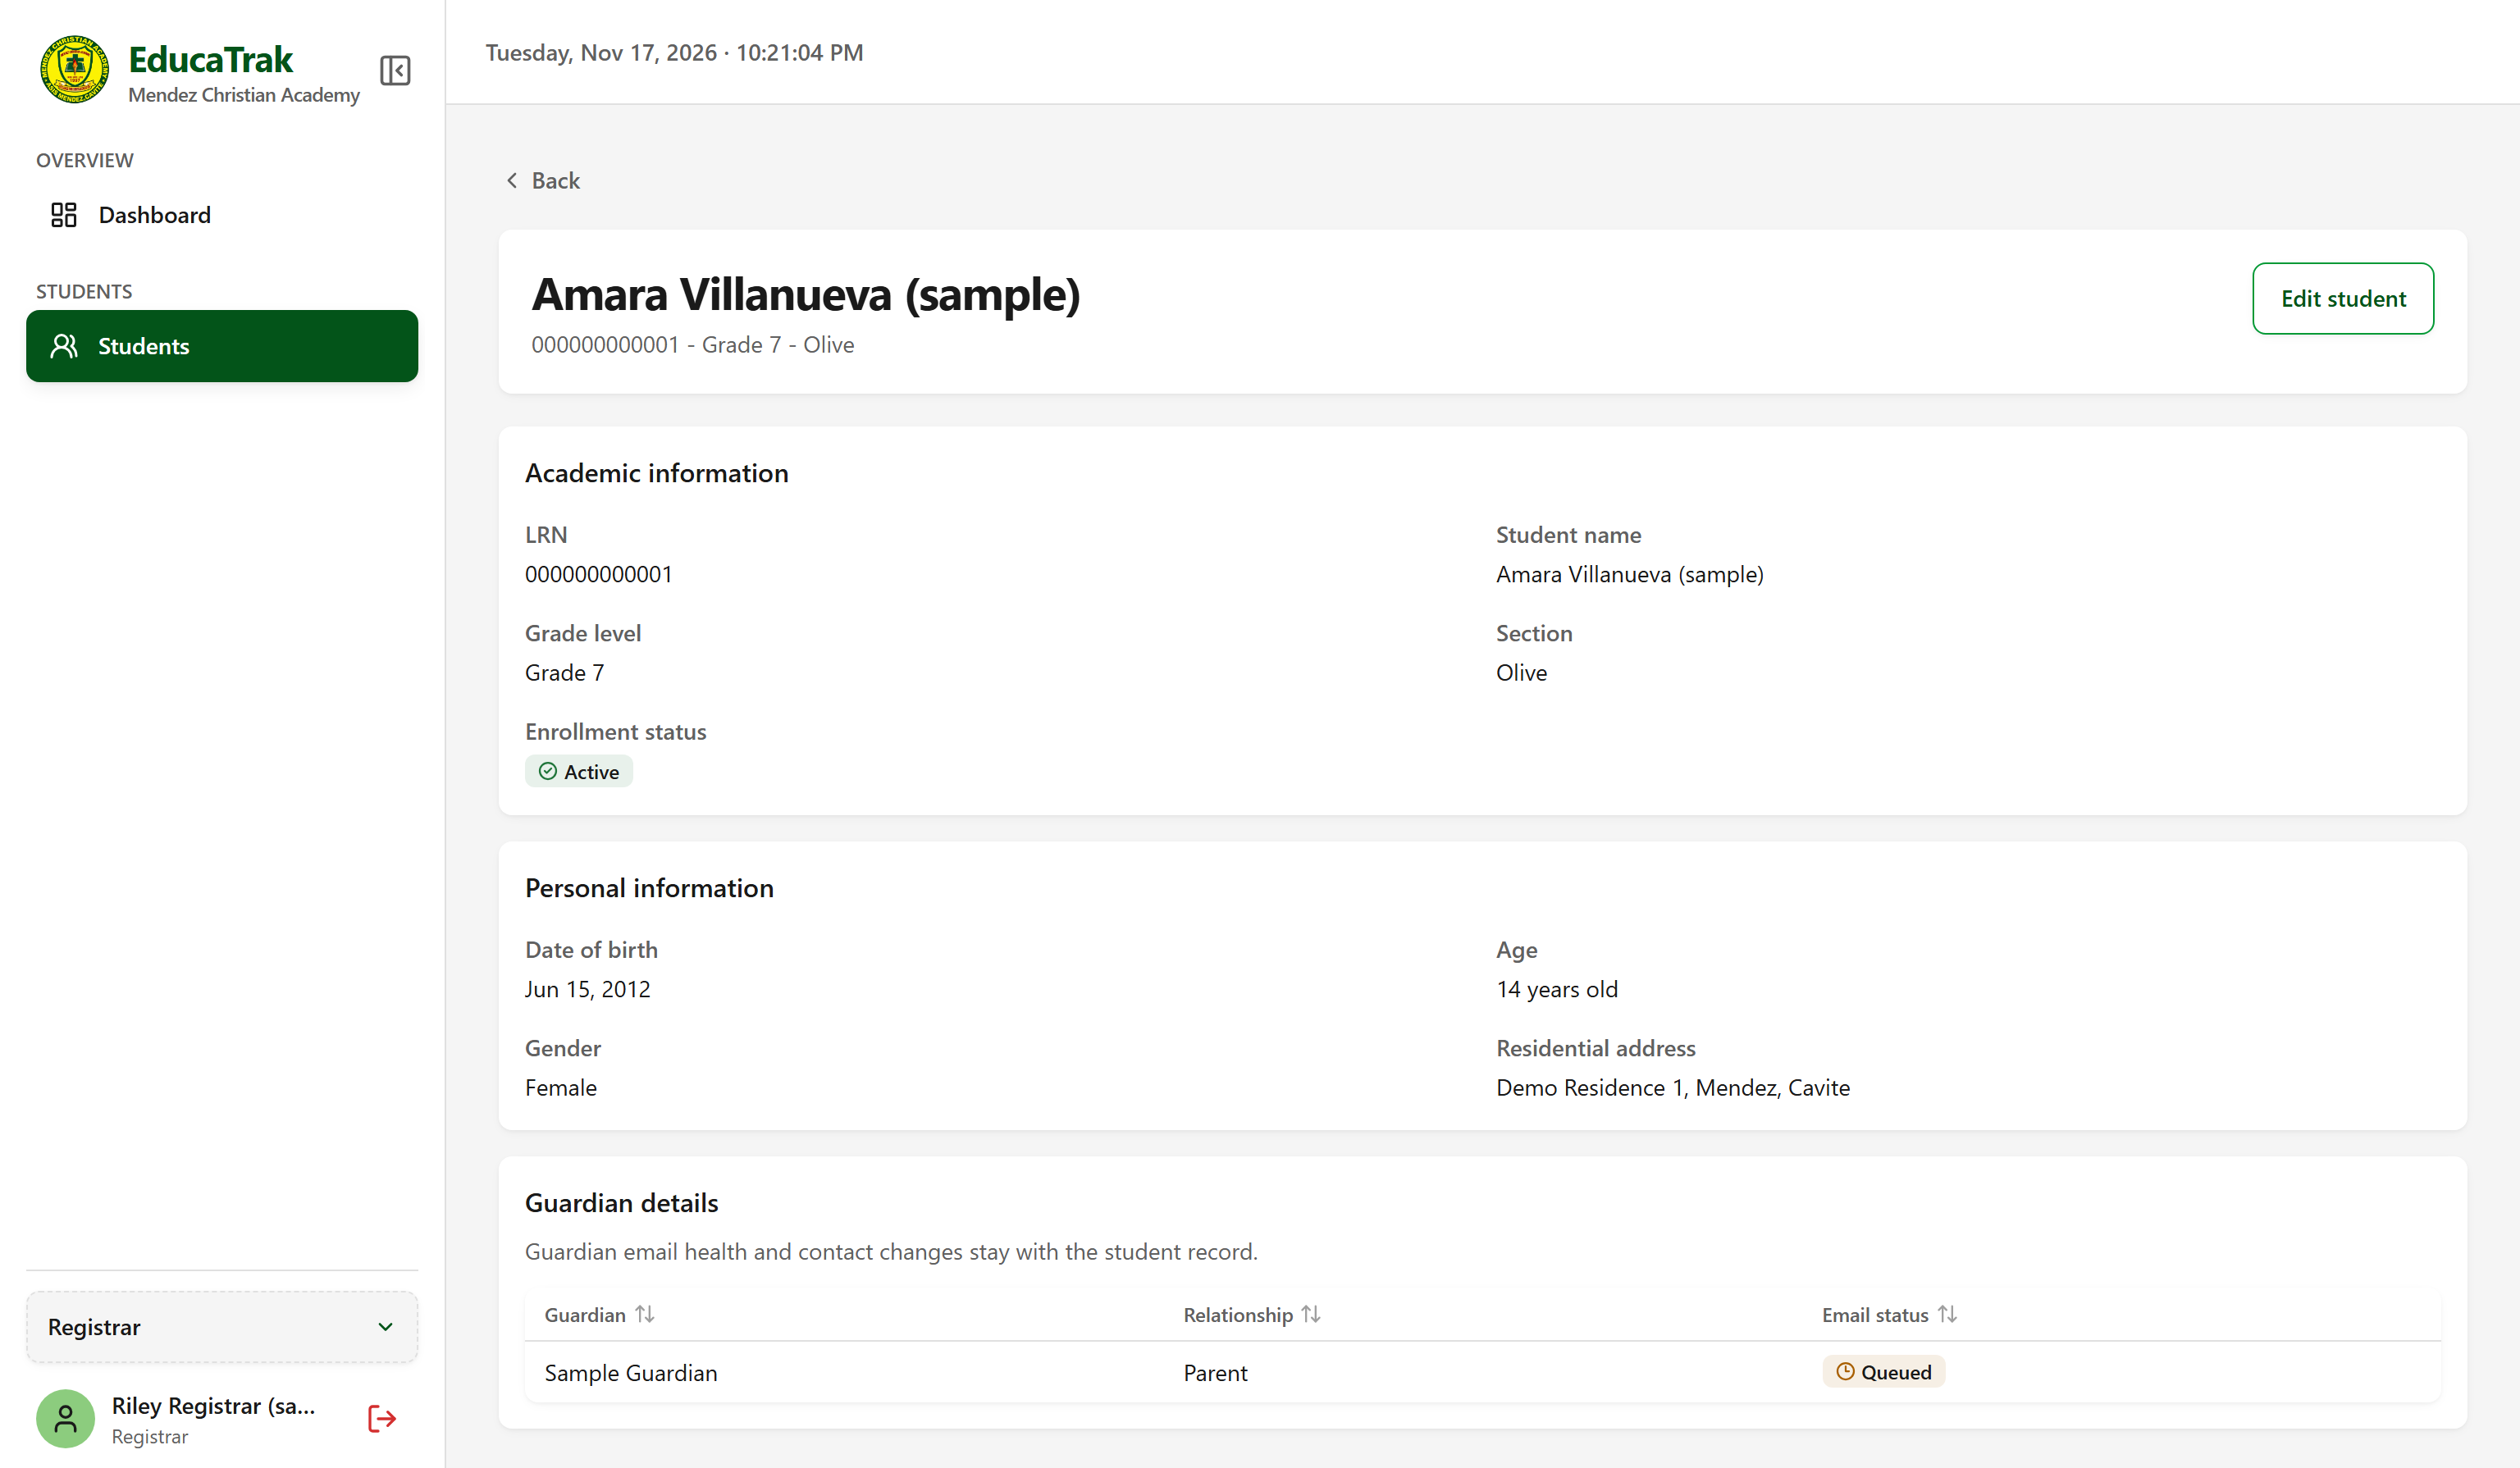 EducaTrak
Mendez Christian Academy
OVERVIEW
Dashboard
STUDENTS
Students
Registrar
Riley Registrar (sa...
Registrar
Tuesday, Nov 17, 2026 · 10:21:04 PM
Back
Amara Villanueva (sample)
000000000001 - Grade 7 - Olive
Edit student
Academic information
LRN
000000000001
Student name
Amara Villanueva (sample)
Grade level
Grade 7
Section
Olive
Enrollment status
Active
Personal information
Date of birth
Jun 15, 2012
Age
14 years old
Gender
Female
Residential address
Demo Residence 1, Mendez, Cavite
Guardian details
Guardian email health and contact changes stay with the student record.
Guardian Relationship Email status
Sample Guardian Parent Queued